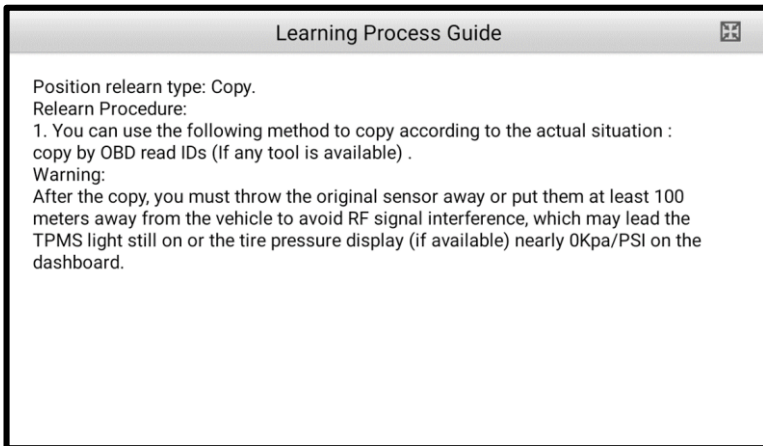 Learning Process Guide
Position relearn type: Copy.
Relearn Procedure:
1. You can use the following method to copy according to the actual situation :
copy by OBD read IDs (If any tool is available) .
Warning:
After the copy, you must throw the original sensor away or put them at least 100
meters away from the vehicle to avoid RF signal interference, which may lead the
TPMS light still on or the tire pressure display (if available) nearly 0Kpa/PSI on the
dashboard.